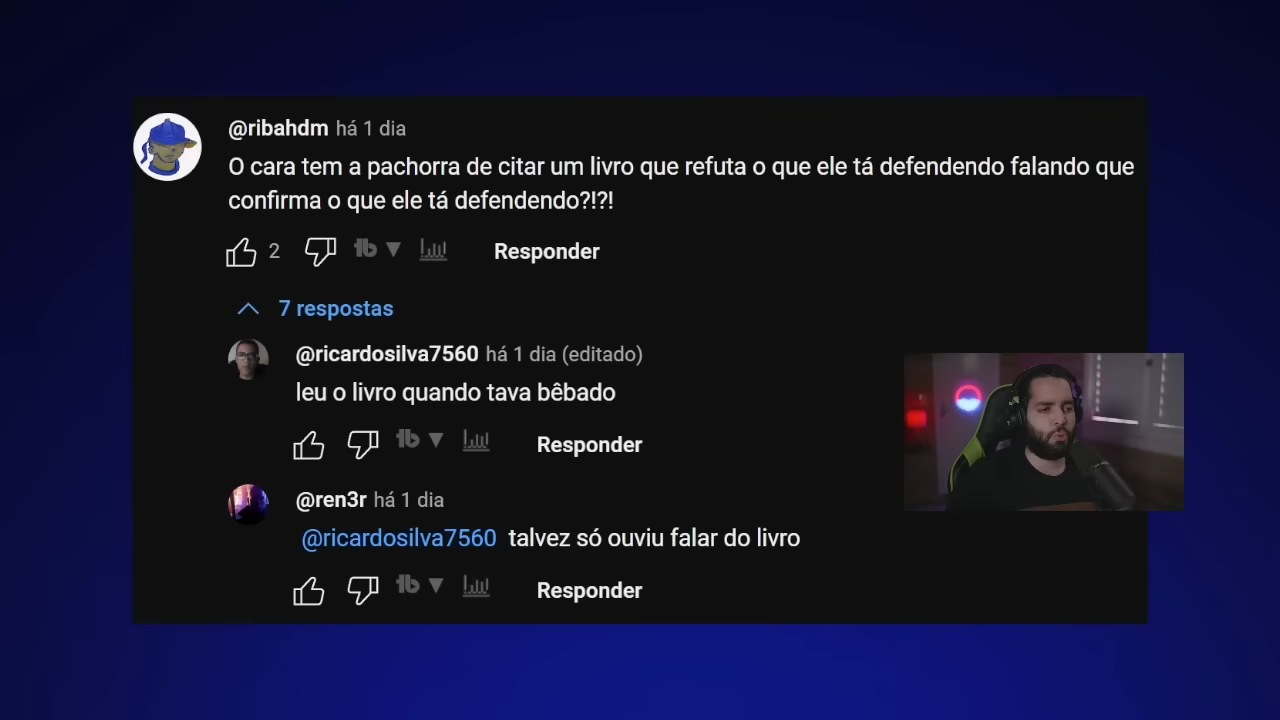 @ribahdm há 1 dia
O cara tem a pachorra de citar um livro que refuta o que ele tá defendendo falando que
confirma o que ele tá defendendo?!?!
2 Responder
7 respostas
@ricardosilva7560 há 1 dia (editado)
leu o livro quando tava bêbado
Responder
@ren3r há 1 dia
@ricardosilva7560 talvez só ouviu falar do livro
Responder